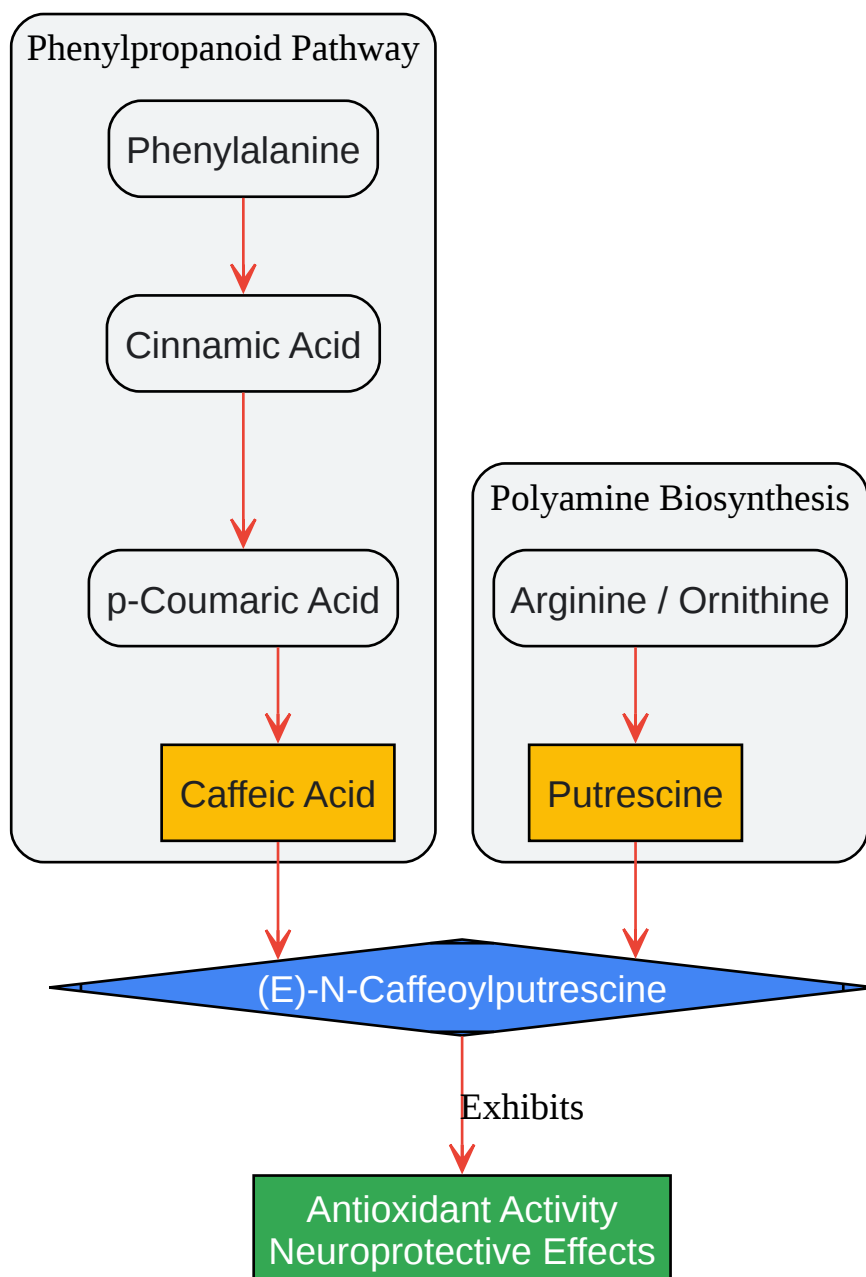 Phenylpropanoid Pathway
Phenylalanine
Cinnamic Acid
p-Coumaric Acid
Caffeic Acid
Polyamine Biosynthesis
Arginine / Ornithine
Putrescine
(E)-N-Caffeoylputrescine
Exhibits
Antioxidant Activity
Neuroprotective Effects